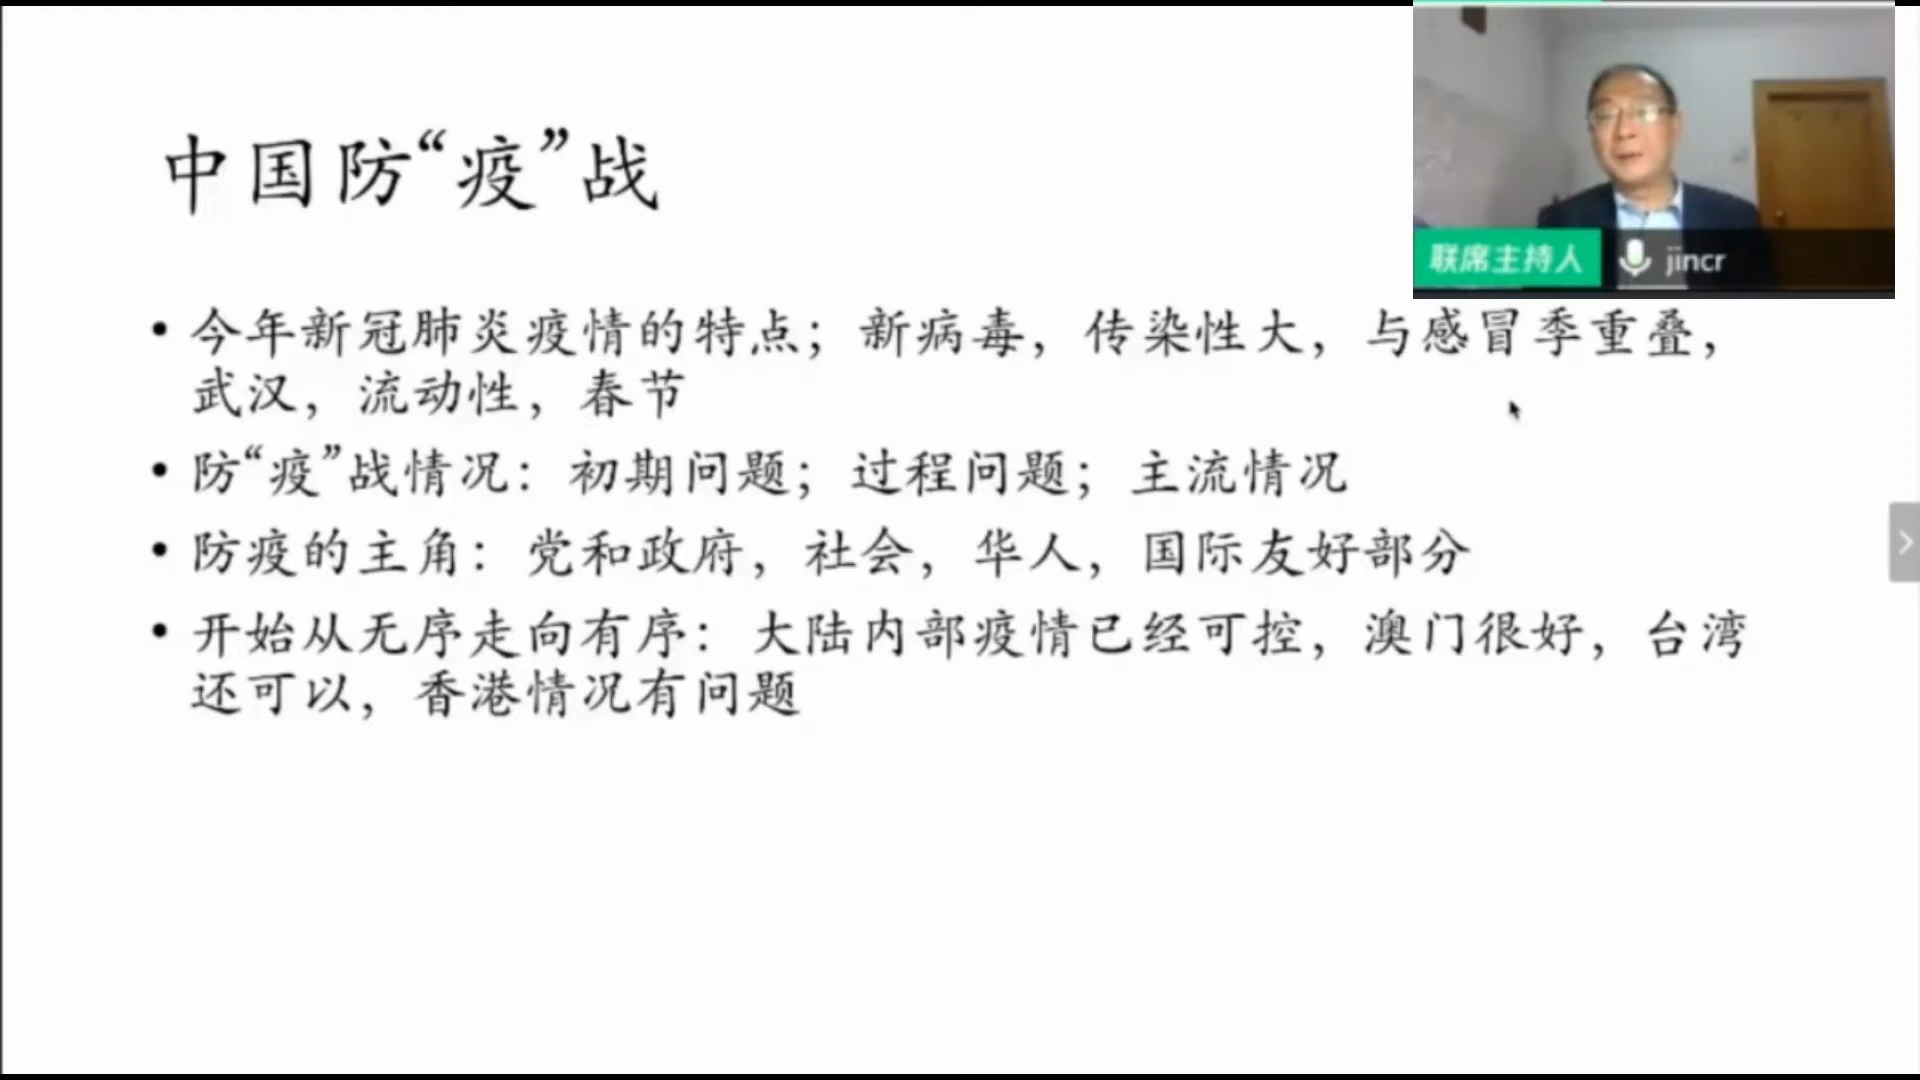 中国防“疫”战
联席主持人 jincr
• 今年新冠肺炎疫情的特点；新病毒，传染性大，与感冒季重叠，
武汉，流动性，春节
• 防“疫”战情况：初期问题；过程问题；主流情况
• 防疫的主角：党和政府，社会，华人，国际友好部分
• 开始从无序走向有序：大陆内部疫情已经可控，澳门很好，台湾
还可以，香港情况有问题